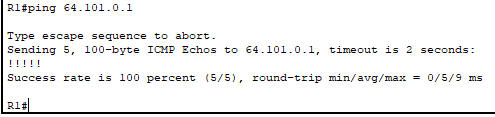 R1#ping 64.101.0.1
Type escape sequence to abort.
Sending 5, 100-byte ICMP Echos to 64.101.0.1, timeout is 2 seconds:
!!!!!
Success rate is 100 percent (5/5), round-trip min/avg/max = 0/5/9 ms
R1#